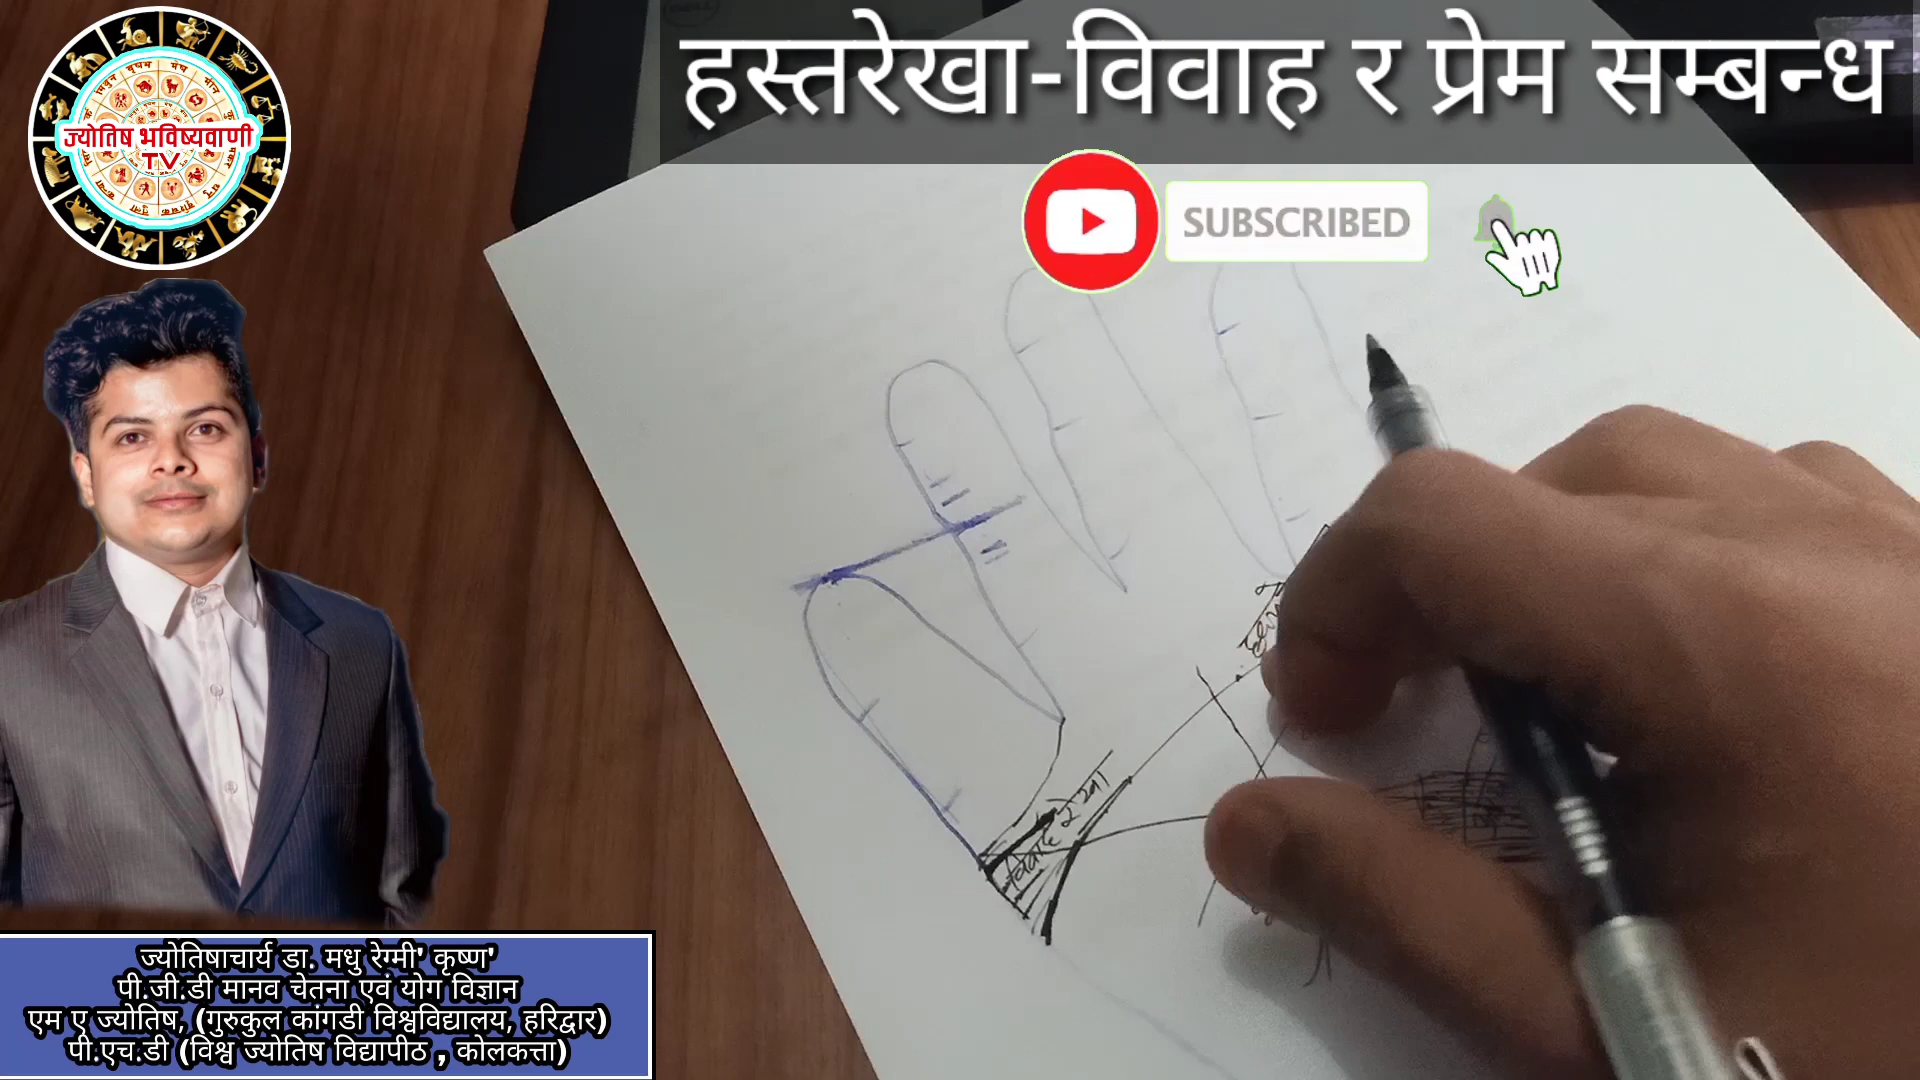 हस्तरेखा-विवाह र प्रेम सम्बन्ध
ज्योतिष भविष्यवाणी
TV
SUBSCRIBED
विवाह रेखा
ज्योतिषाचार्य डा. मधु रेग्मी' कृष्ण'
पी.जी.डी मानव चेतना एवं योग विज्ञान
एम ए ज्योतिष, (गुरुकुल कांगडी विश्वविद्यालय, हरिद्वार)
पी.एच.डी (विश्व ज्योतिष विद्यापीठ , कोलकत्ता)